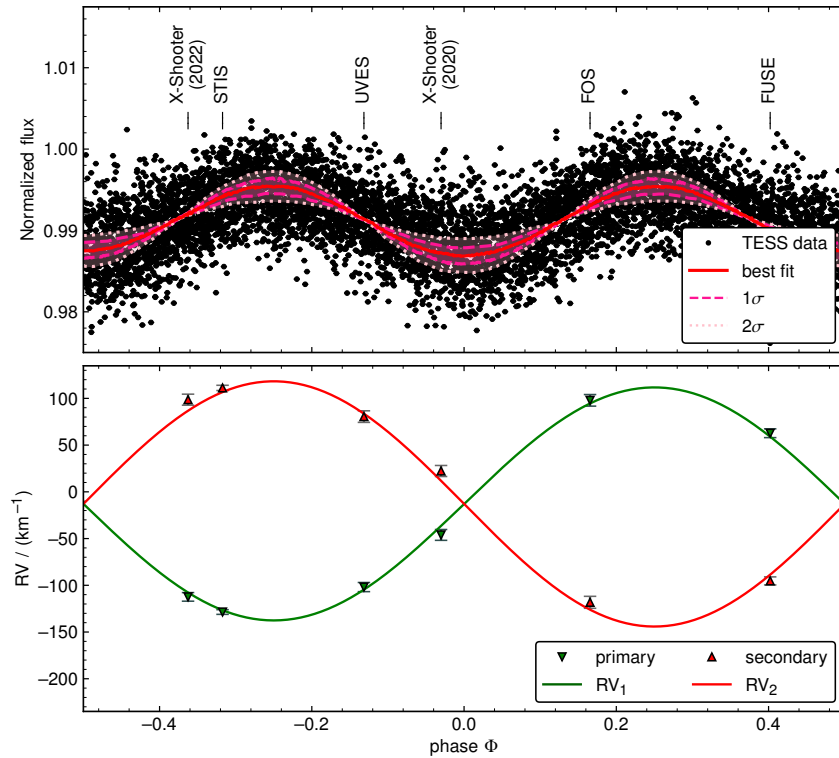 X-Shooter
(2022)
STIS
UVES
X-Shooter
(2020)
FOS
FUSE
1.01
1.00
0.99
0.98
Normalized flux
TESS data
best fit
1σ
2σ
100
50
0
−50
−100
−150
−200
RV / (km⁻¹)
primary
secondary
RV₁
RV₂
−0.4
−0.2
0.0
0.2
0.4
phase Φ